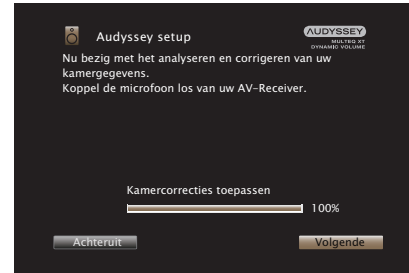 Audyssey setup
AUDYSSEY
MULTEQ XT
DYNAMIC VOLUME
Nu bezig met het analyseren en corrigeren van uw
kamergegevens.
Koppel de microfoon los van uw AV-Receiver.
Kamercorrecties toepassen
100%
Achteruit
Volgende